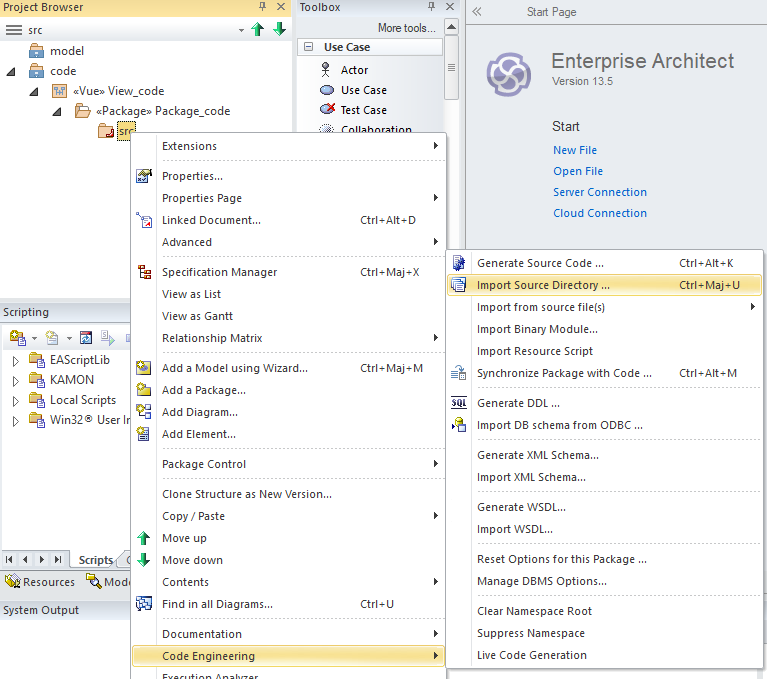 Project Browser
src
model
code
«Vue» View_code
«Package» Package_code
src
Toolbox
More tools...
Use Case
Actor
Use Case
Test Case
Collaboration
Start Page
Enterprise Architect
Version 13.5
Start
New File
Open File
Server Connection
Cloud Connection
Scripting
EAScriptLib
KAMON
Local Scripts
Win32® User In
Scripts
Resources
System Output
Extensions
Properties...
Properties Page
Linked Document... Ctrl+Alt+D
Advanced
Specification Manager Ctrl+Maj+X
View as List
View as Gantt
Relationship Matrix
Add a Model using Wizard... Ctrl+Maj+M
Add a Package...
Add Diagram...
Add Element...
Package Control
Clone Structure as New Version...
Copy / Paste
Move up
Move down
Contents
Find in all Diagrams... Ctrl+U
Documentation
Code Engineering
Execution Analyzer
Generate Source Code ... Ctrl+Alt+K
Import Source Directory ... Ctrl+Maj+U
Import from source file(s)
Import Binary Module...
Import Resource Script
Synchronize Package with Code ... Ctrl+Alt+M
SQL Generate DDL ...
Import DB schema from ODBC ...
Generate XML Schema...
Import XML Schema...
Generate WSDL...
Import WSDL...
Reset Options for this Package ...
Manage DBMS Options...
Clear Namespace Root
Suppress Namespace
Live Code Generation